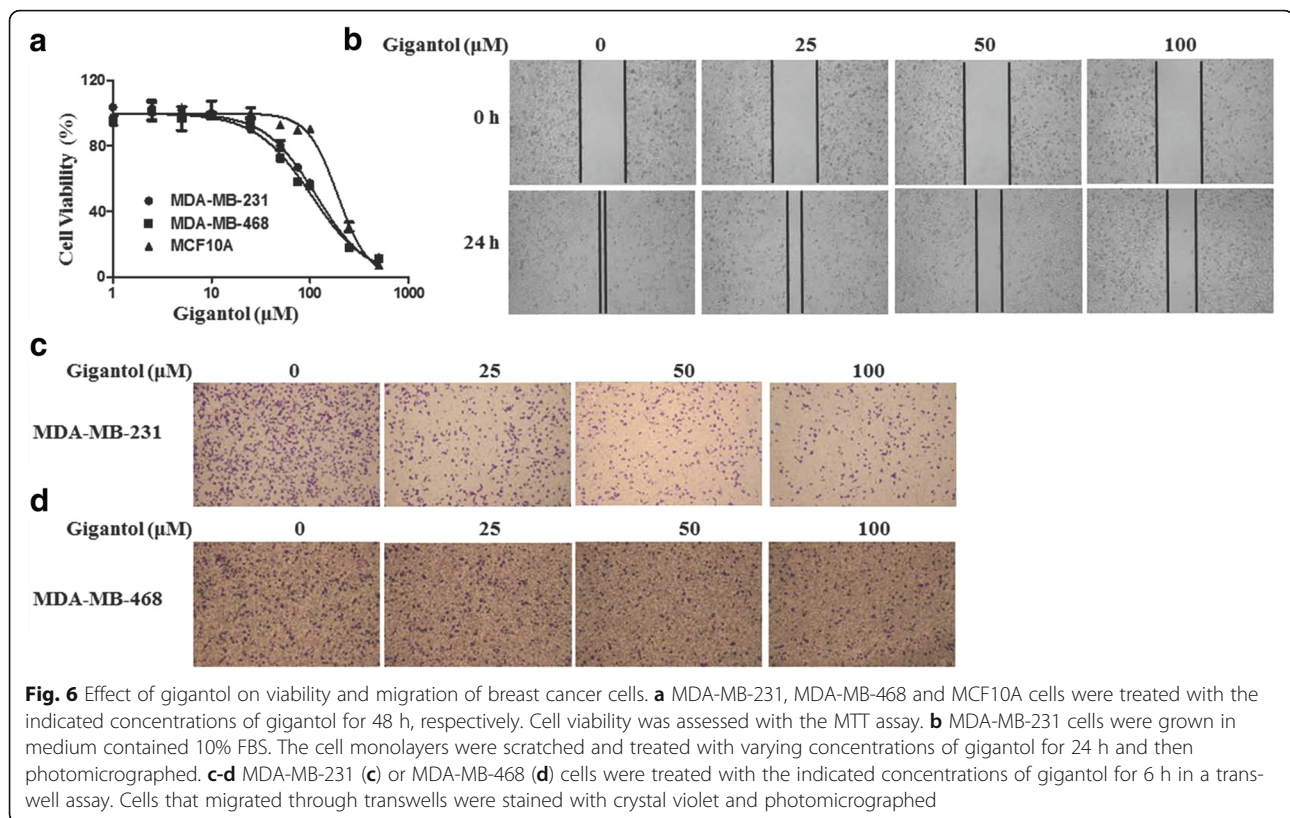 a
b
Gigantol (µM)
0
25
50
100
120
80
40
0
Cell Viability (%)
MDA-MB-231
MDA-MB-468
MCF10A
1
10
100
1000
Gigantol (µM)
0 h
24 h
c
Gigantol (µM)
0
25
50
100
MDA-MB-231
d
Gigantol (µM)
0
25
50
100
MDA-MB-468
Fig. 6 Effect of gigantol on viability and migration of breast cancer cells. a MDA-MB-231, MDA-MB-468 and MCF10A cells were treated with the
indicated concentrations of gigantol for 48 h, respectively. Cell viability was assessed with the MTT assay. b MDA-MB-231 cells were grown in
medium contained 10% FBS. The cell monolayers were scratched and treated with varying concentrations of gigantol for 24 h and then
photomicrographed. c-d MDA-MB-231 (c) or MDA-MB-468 (d) cells were treated with the indicated concentrations of gigantol for 6 h in a trans-
well assay. Cells that migrated through transwells were stained with crystal violet and photomicrographed